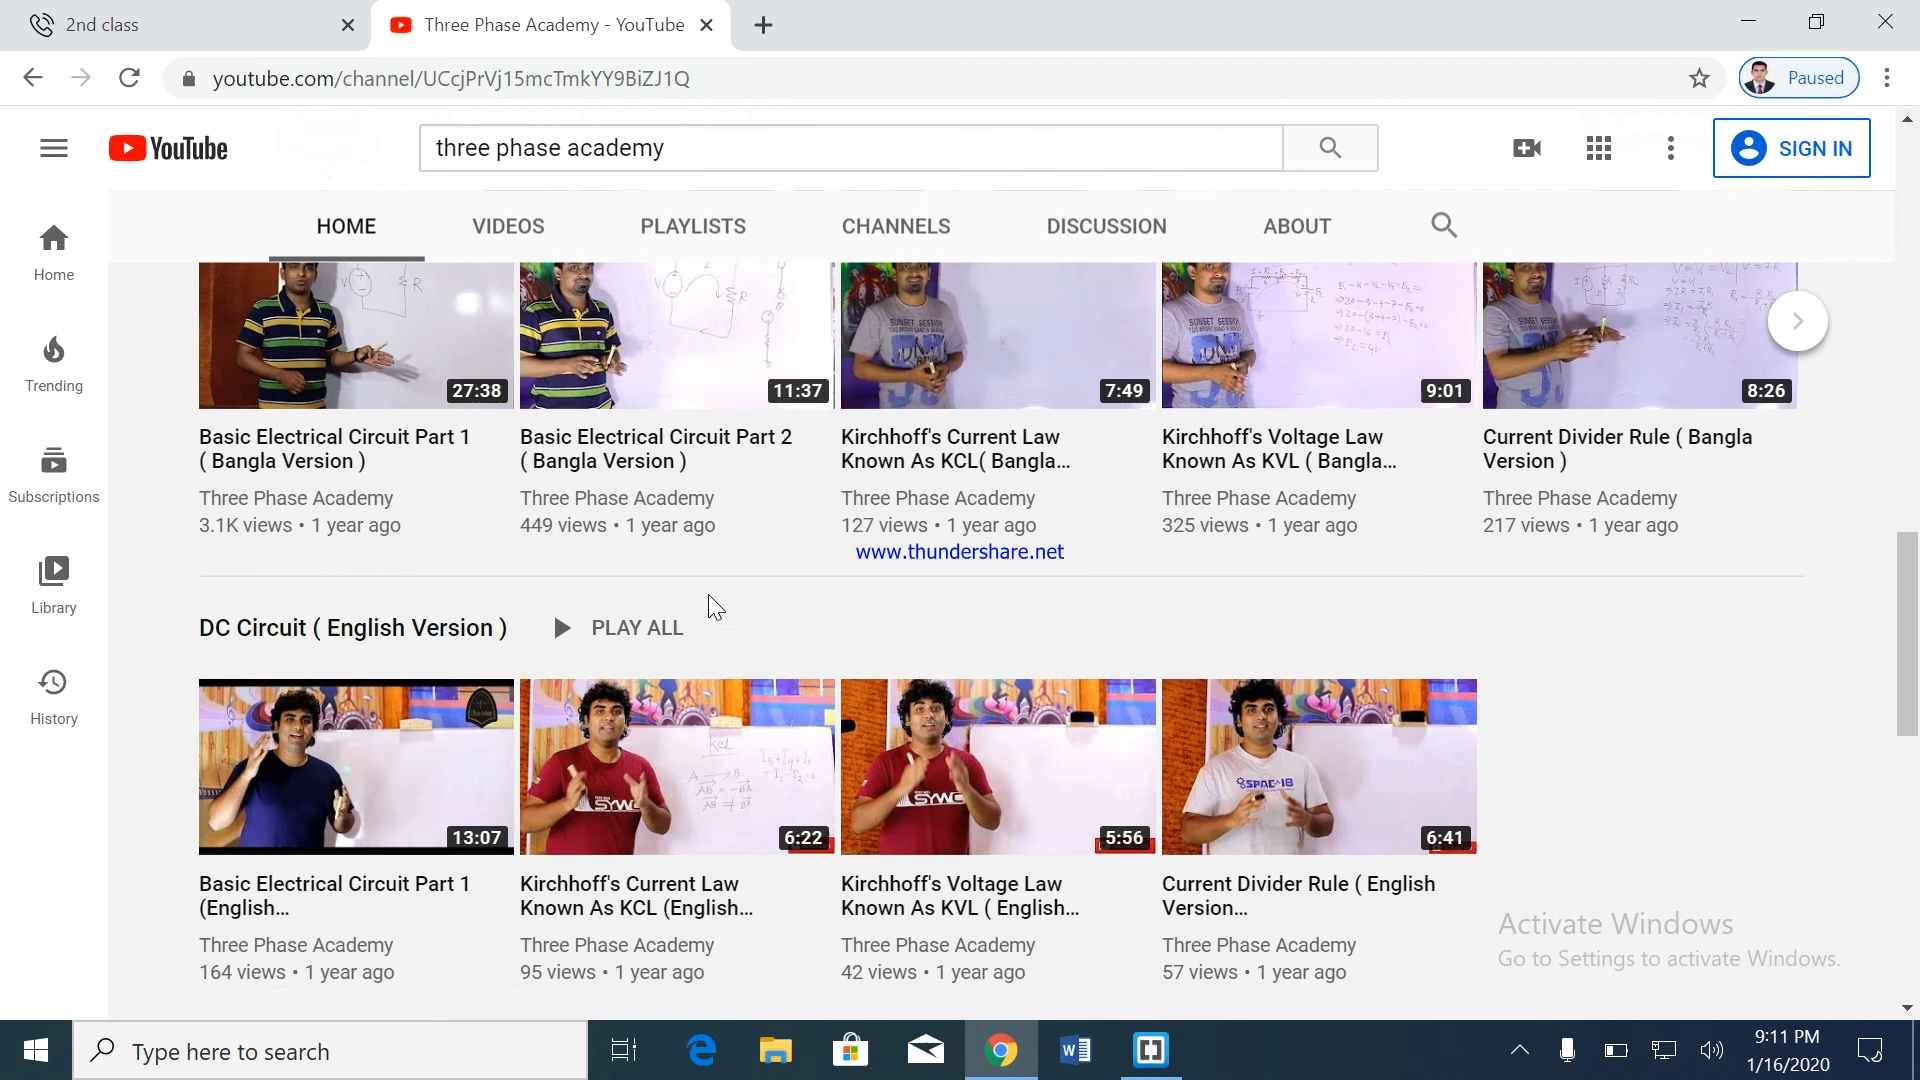 2nd class
Three Phase Academy - YouTube
youtube.com/channel/UCcjPrVj15mcTmkYY9BiZJ1Q
Paused
YouTube
three phase academy
SIGN IN
HOME VIDEOS PLAYLISTS CHANNELS DISCUSSION ABOUT
Home
Trending
Subscriptions
Library
History
27:38
11:37
7:49
9:01
8:26
Basic Electrical Circuit Part 1
( Bangla Version )
Three Phase Academy
3.1K views • 1 year ago
Basic Electrical Circuit Part 2
( Bangla Version )
Three Phase Academy
449 views • 1 year ago
Kirchhoff's Current Law
Known As KCL( Bangla...
Three Phase Academy
127 views • 1 year ago
Kirchhoff's Voltage Law
Known As KVL ( Bangla...
Three Phase Academy
325 views • 1 year ago
Current Divider Rule ( Bangla
Version )
Three Phase Academy
217 views • 1 year ago
www.thundershare.net
DC Circuit ( English Version )
PLAY ALL
KCL
13:07
6:22
5:56
6:41
Basic Electrical Circuit Part 1
(English...
Three Phase Academy
164 views • 1 year ago
Kirchhoff's Current Law
Known As KCL (English...
Three Phase Academy
95 views • 1 year ago
Kirchhoff's Voltage Law
Known As KVL ( English...
Three Phase Academy
42 views • 1 year ago
Current Divider Rule ( English
Version...
Three Phase Academy
57 views • 1 year ago
Activate Windows
Go to Settings to activate Windows.
Type here to search
9:11 PM
1/16/2020